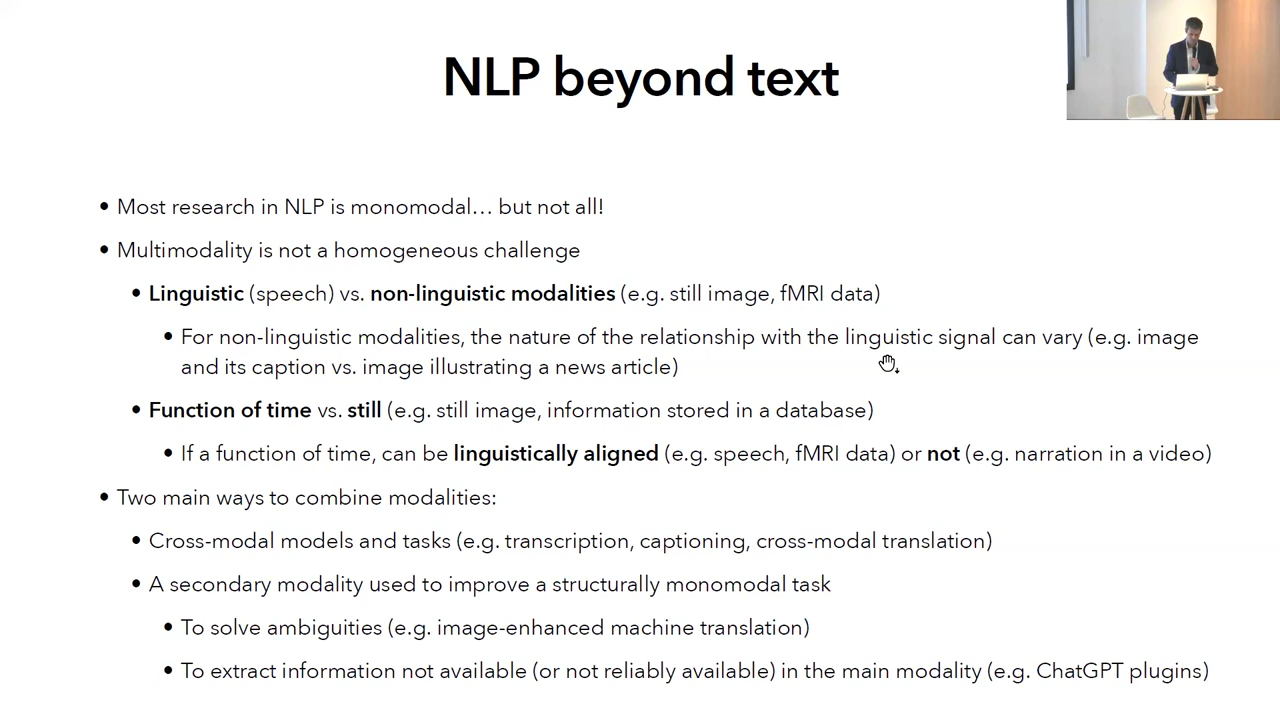 NLP beyond text
• Most research in NLP is monomodal… but not all!
• Multimodality is not a homogeneous challenge
• Linguistic (speech) vs. non-linguistic modalities (e.g. still image, fMRI data)
• For non-linguistic modalities, the nature of the relationship with the linguistic signal can vary (e.g. image
and its caption vs. image illustrating a news article)
• Function of time vs. still (e.g. still image, information stored in a database)
• If a function of time, can be linguistically aligned (e.g. speech, fMRI data) or not (e.g. narration in a video)
• Two main ways to combine modalities:
• Cross-modal models and tasks (e.g. transcription, captioning, cross-modal translation)
• A secondary modality used to improve a structurally monomodal task
• To solve ambiguities (e.g. image-enhanced machine translation)
• To extract information not available (or not reliably available) in the main modality (e.g. ChatGPT plugins)